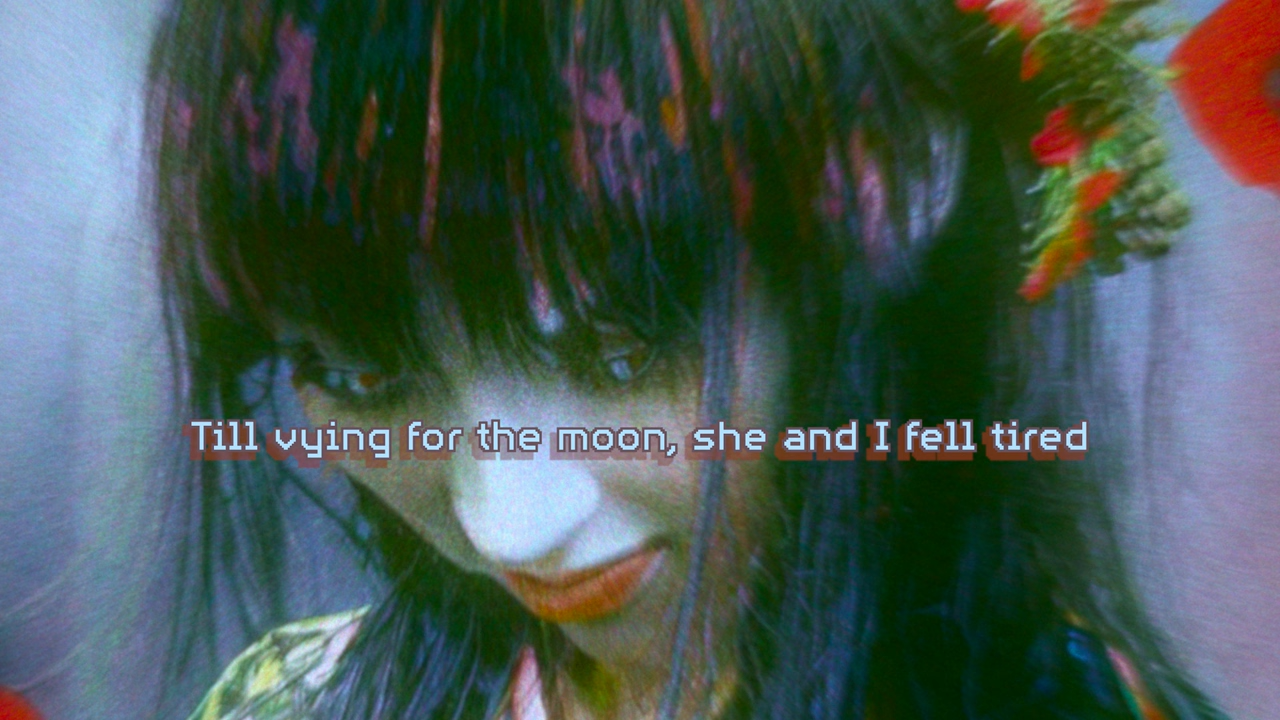 Till vying for the moon, she and I fell tired